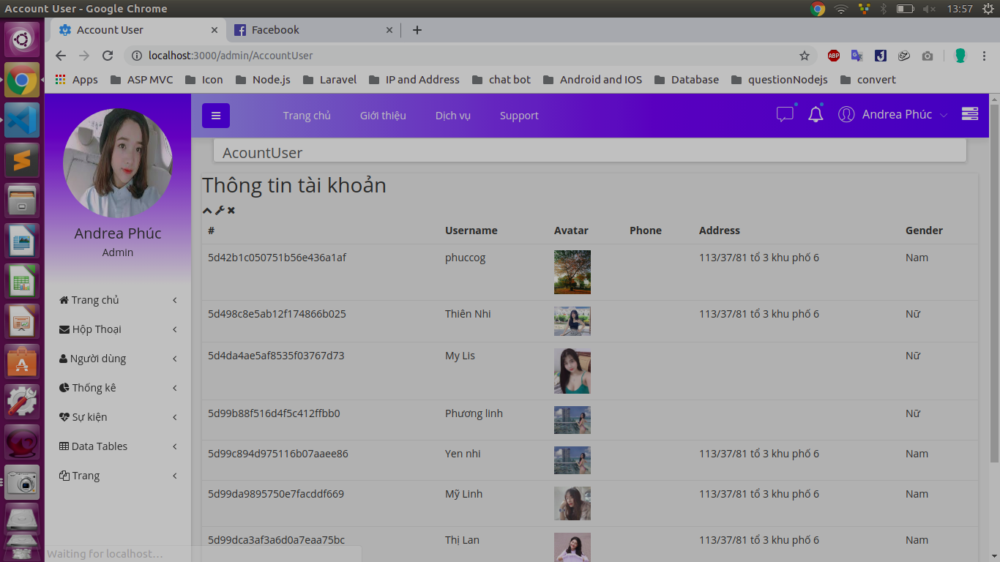 Account User - Google Chrome 13:57
Account User Facebook
localhost:3000/admin/AccountUser ABP
Apps ASP MVC Icon Node.js Laravel IP and Address chat bot Android and IOS Database questionNodejs convert
Trang chủ Giới thiệu Dịch vụ Support Andrea Phúc
AcountUser
Thông tin tài khoản
Andrea Phúc
Admin
Trang chủ
Hộp Thoại
Người dùng
Thống kê
Sự kiện
Data Tables
Trang
# Username Avatar Phone Address Gender
5d42b1c050751b56e436a1af phuccog 113/37/81 tổ 3 khu phố 6 Nam
5d498c8e5ab12f174866b025 Thiên Nhi 113/37/81 tổ 3 khu phố 6 Nữ
5d4da4ae5af8535f03767d73 My Lis Nữ
5d99b88f516d4f5c412ffbb0 Phương linh Nữ
5d99c894d975116b07aaee86 Yen nhi 113/37/81 tổ 3 khu phố 6 Nam
5d99da9895750e7facddf669 Mỹ Linh 113/37/81 tổ 3 khu phố 6 Nam
5d99dca3af3a6d0a7eaa75bc Thị Lan 113/37/81 tổ 3 khu phố 6 Nam
Waiting for localhost...